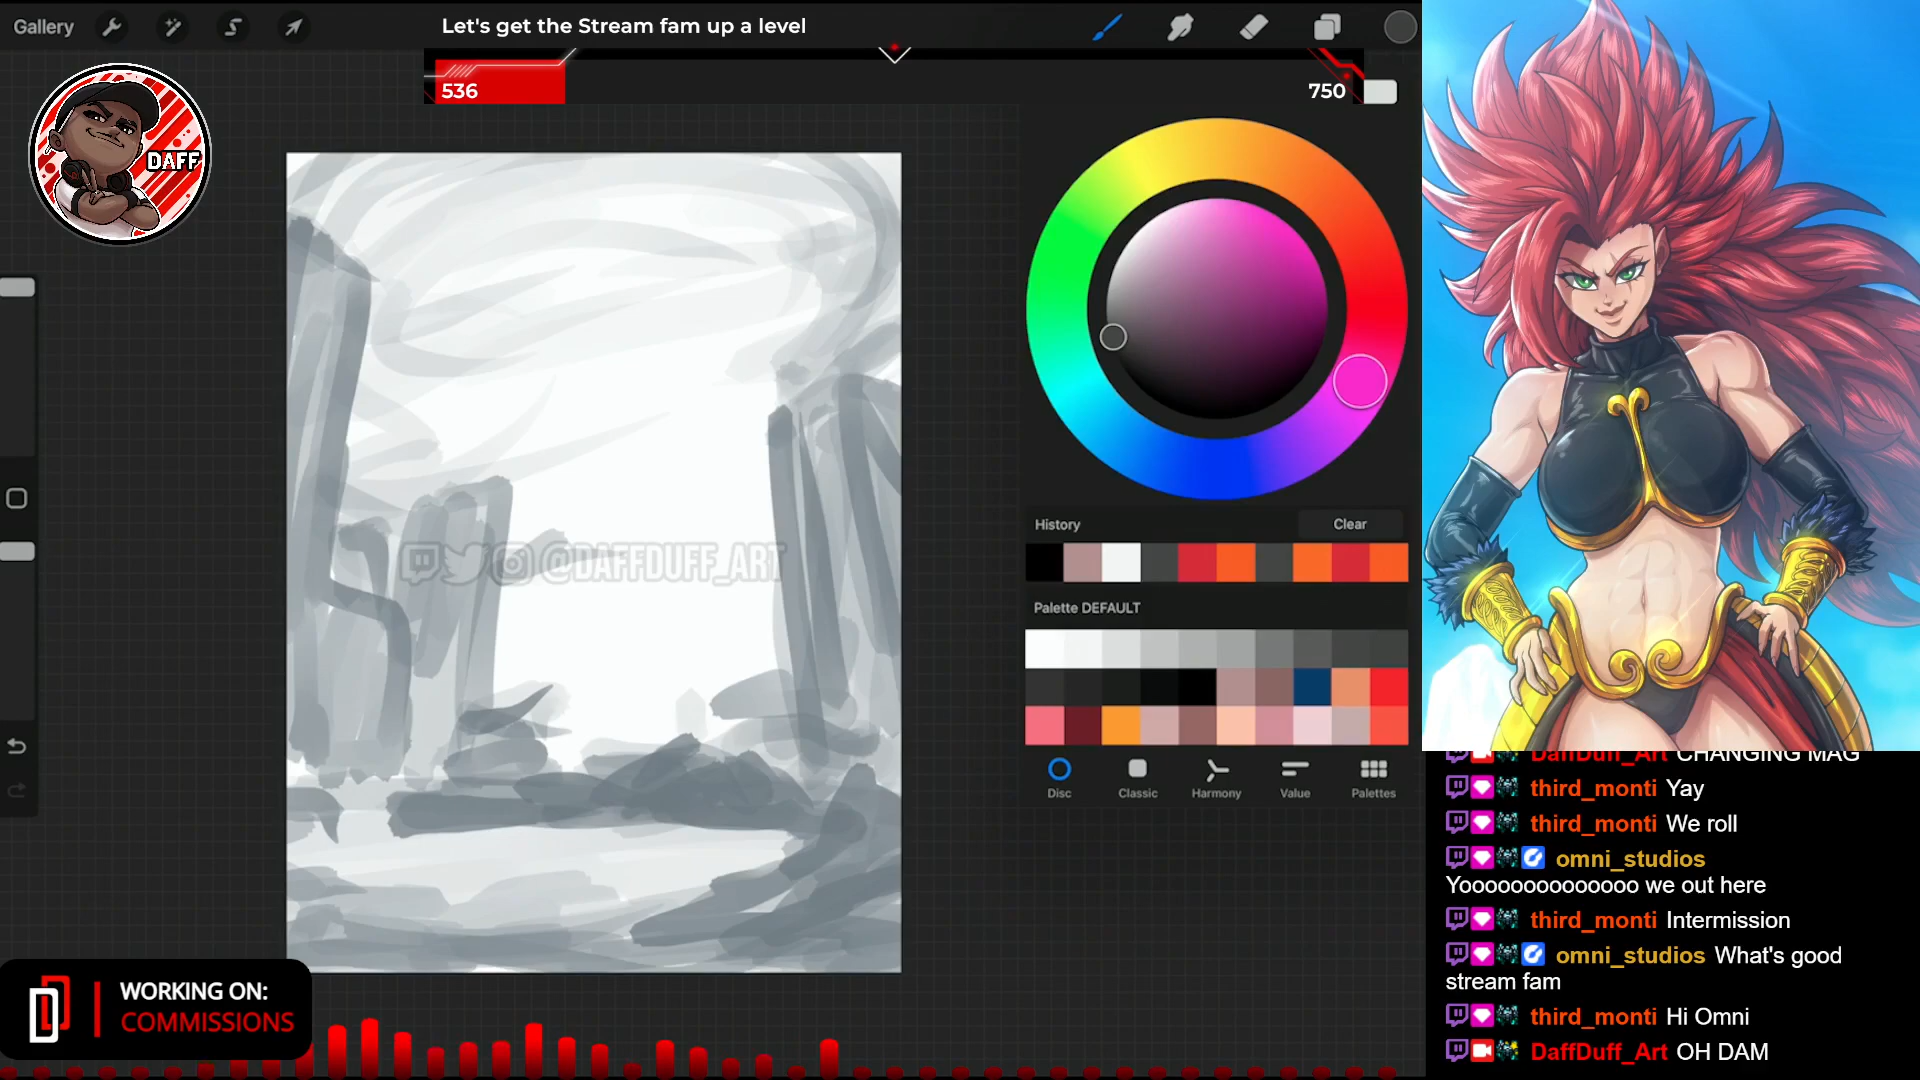 Gallery
Let's get the Stream fam up a level
536
750
DAFF
@DAFFDUFF_ART
History
Clear
Palette DEFAULT
Disc
Classic
Harmony
Value
Palettes
WORKING ON:
COMMISSIONS
DaffDuff_Art CHANGING MAG
third_monti Yay
third_monti We roll
omni_studios
Yoooooooooooooo we out here
third_monti Intermission
omni_studios What's good
stream fam
third_monti Hi Omni
DaffDuff_Art OH DAM